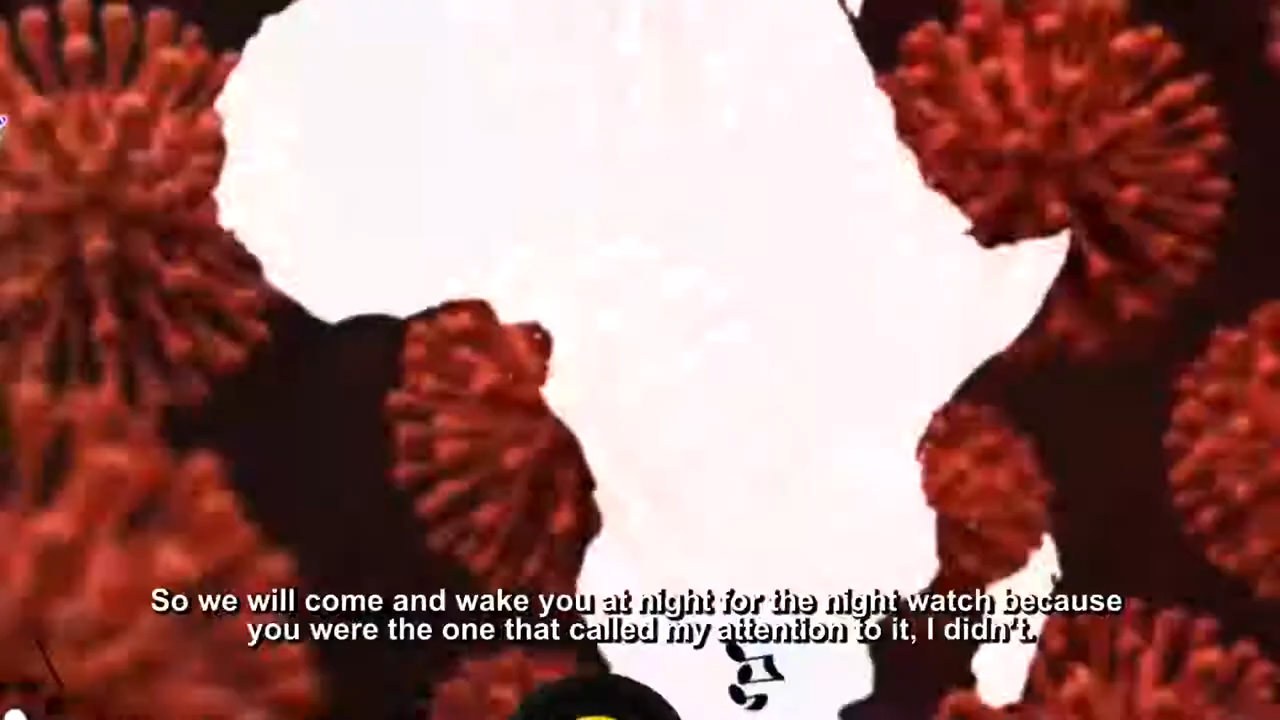 So we will come and wake you at night for the night watch because
you were the one that called my attention to it, I didn't.